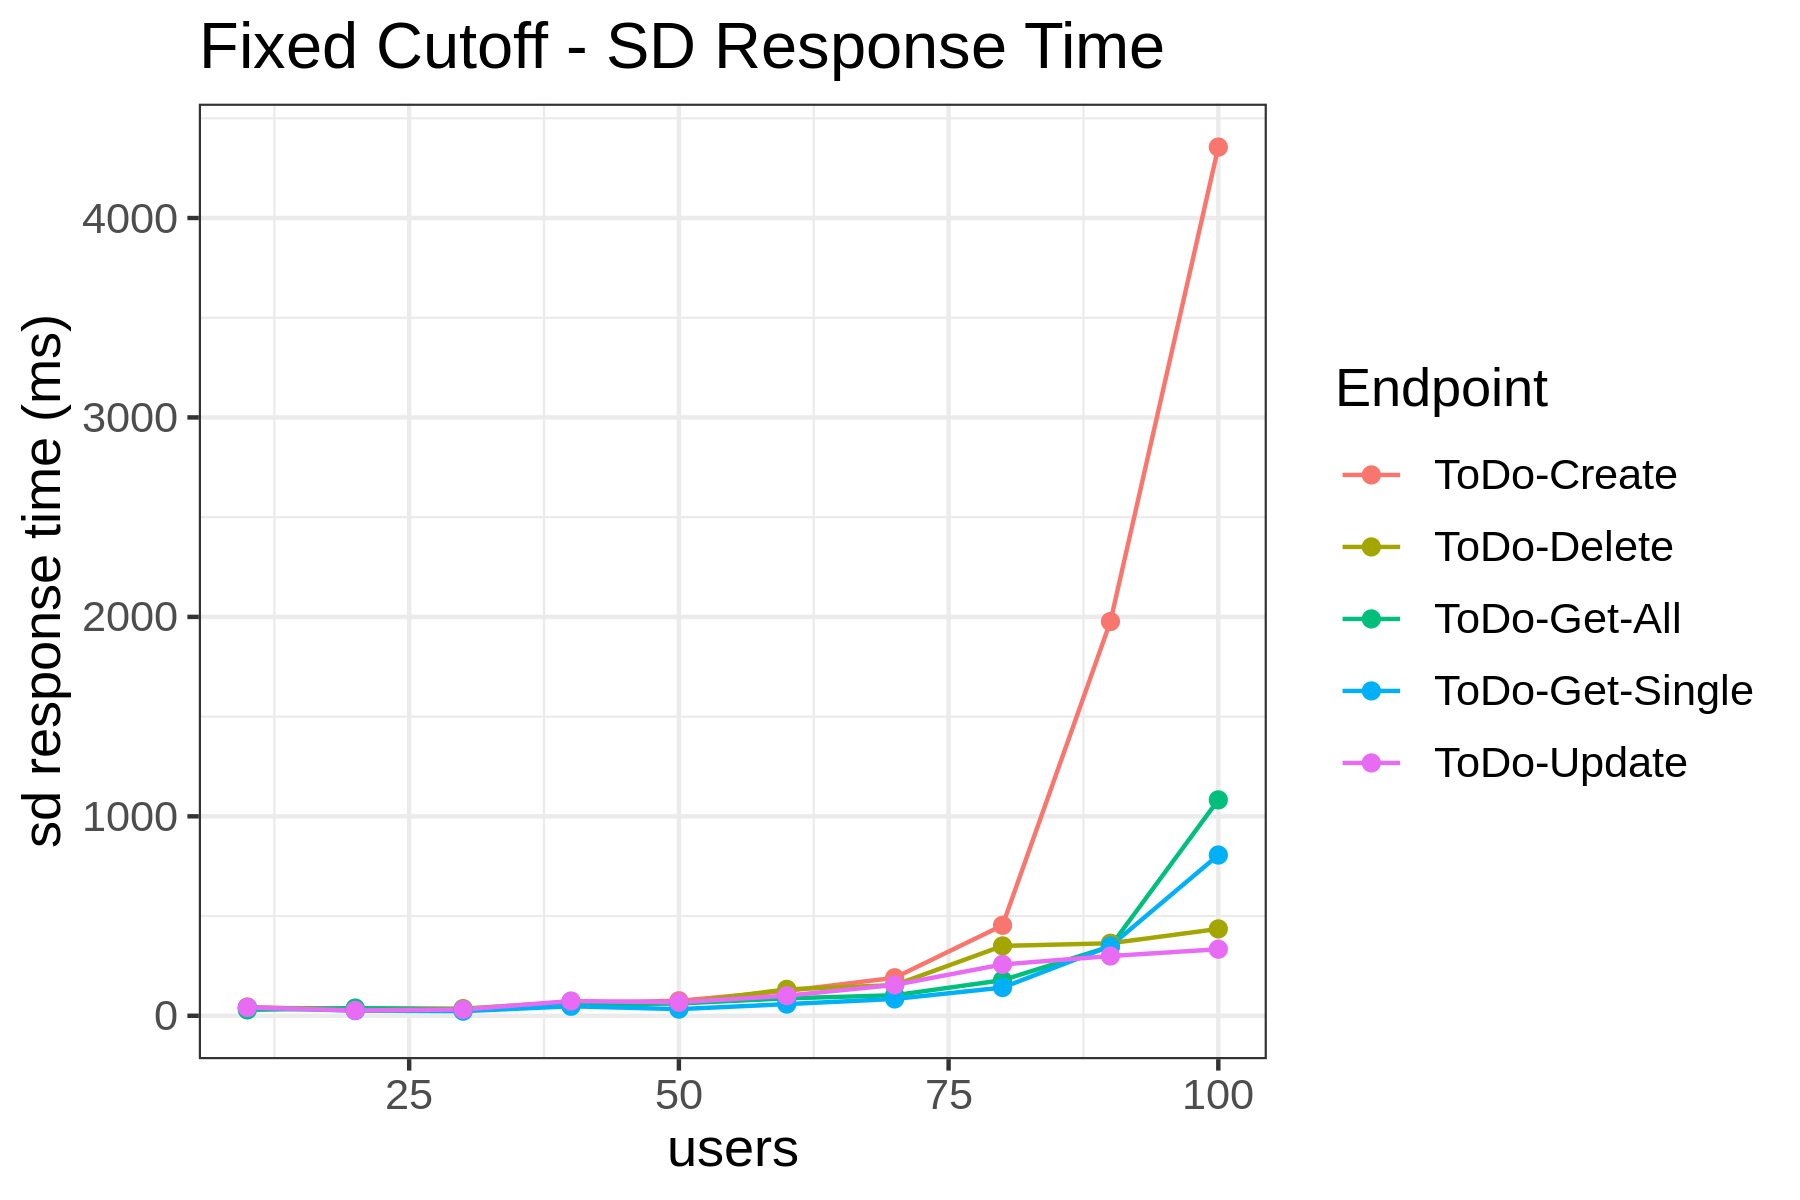 Fixed Cutoff - SD Response Time
sd response time (ms)
4000
3000
2000
1000
0
25 50 75 100
users
Endpoint
ToDo-Create
ToDo-Delete
ToDo-Get-All
ToDo-Get-Single
ToDo-Update